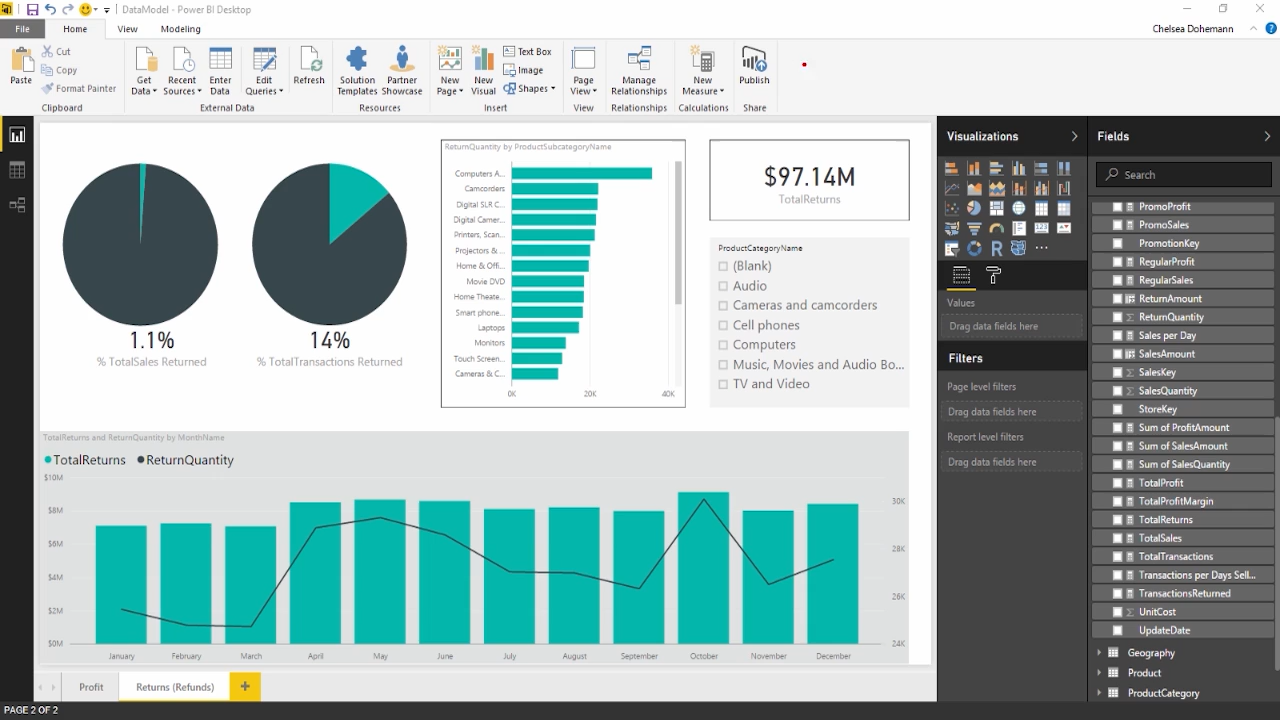 DataModel - Power BI Desktop
File Home View Modeling
Chelsea Dohemann
Paste
Cut
Copy
Format Painter
Get Data
Recent Sources
Enter Data
Edit Queries
Refresh
Solution Templates
Partner Showcase
New Page
New Visual
Text Box
Image
Shapes
Page View
Manage Relationships
New Measure
Publish
Clipboard External Data Resources Insert View Relationships Calculations Share
1.1%
% TotalSales Returned
14%
% TotalTransactions Returned
ReturnQuantity by ProductSubcategoryName
Computers A...
Camcorders
Digital SLR C...
Digital Camer...
Printers, Scan...
Projectors & ...
Home & Offi...
Movie DVD
Home Theate...
Smart phone...
Laptops
Monitors
Touch Screen...
Cameras & C...
0K 20K 40K
$97.14M
TotalReturns
ProductCategoryName
(Blank)
Audio
Cameras and camcorders
Cell phones
Computers
Music, Movies and Audio Bo...
TV and Video
TotalReturns and ReturnQuantity by MonthName
TotalReturns ReturnQuantity
$10M
$8M
$6M
$4M
$2M
$0M
30K
28K
26K
24K
January February March April May June July August September October November December
Profit Returns (Refunds) +
PAGE 2 OF 2
Visualizations
R
Values
Drag data fields here
Filters
Page level filters
Drag data fields here
Report level filters
Drag data fields here
Fields
Search
PromoProfit
PromoSales
PromotionKey
RegularProfit
RegularSales
ReturnAmount
ReturnQuantity
Sales per Day
SalesAmount
SalesKey
SalesQuantity
StoreKey
Sum of ProfitAmount
Sum of SalesAmount
Sum of SalesQuantity
TotalProfit
TotalProfitMargin
TotalReturns
TotalSales
TotalTransactions
Transactions per Days Sell...
TransactionsReturned
UnitCost
UpdateDate
Geography
Product
ProductCategory